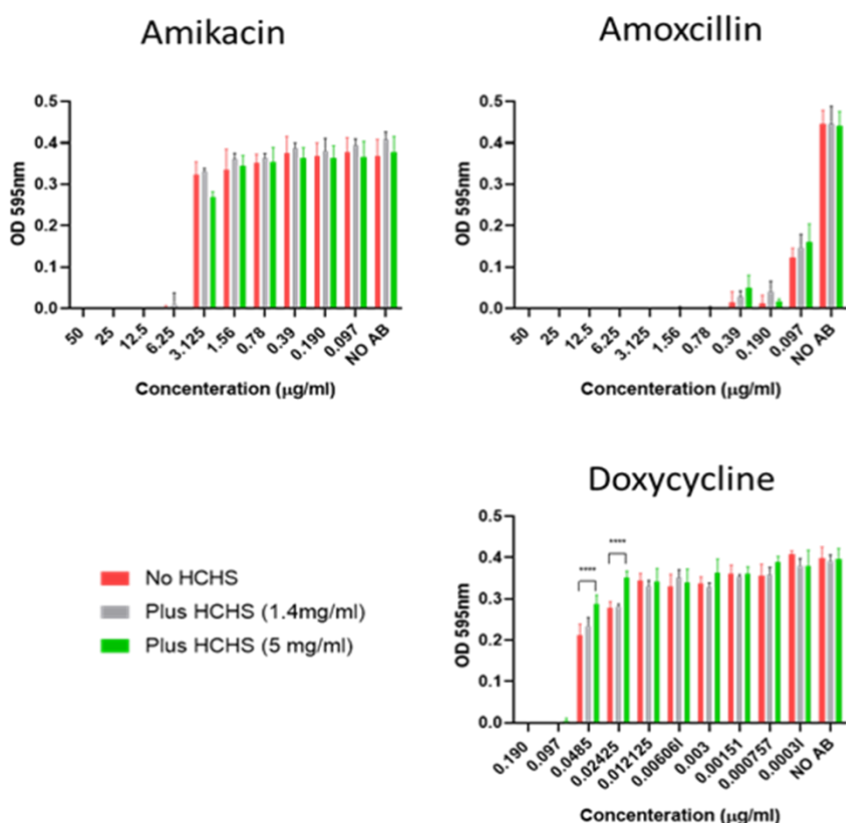 Amikacin
0.5
0.4
0.3
0.2
0.1
0.0
OD 595nm
50
25
12.5
6.25
3.125
1.56
0.78
0.39
0.190
0.097
NO AB
Concenteration (μg/ml)
Amoxcillin
0.5
0.4
0.3
0.2
0.1
0.0
OD 595nm
50
25
12.5
6.25
3.125
1.56
0.78
0.39
0.190
0.097
NO AB
Concenteration (μg/ml)
No HCHS
Plus HCHS (1.4mg/ml)
Plus HCHS (5 mg/ml)
Doxycycline
0.5
0.4
0.3
0.2
0.1
0.0
OD 595nm
****
****
0.190
0.097
0.0485
0.02425
0.012125
0.00606l
0.003
0.00151
0.000757
0.0003l
NO AB
Concenteration (μg/ml)